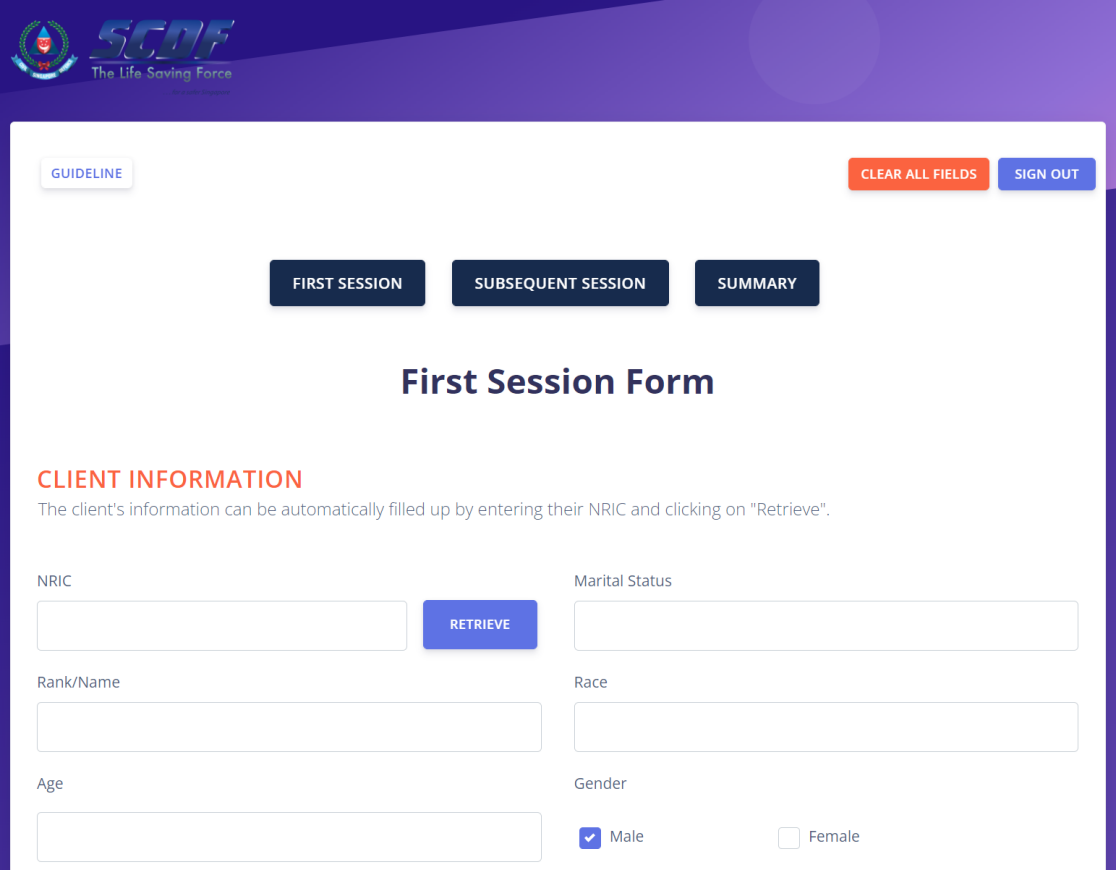 SCDF
The Life Saving Force
GUIDELINE
CLEAR ALL FIELDS
SIGN OUT
FIRST SESSION
SUBSEQUENT SESSION
SUMMARY
First Session Form
CLIENT INFORMATION
The client's information can be automatically filled up by entering their NRIC and clicking on "Retrieve".
NRIC
RETRIEVE
Marital Status
Rank/Name
Race
Age
Gender
Male
Female